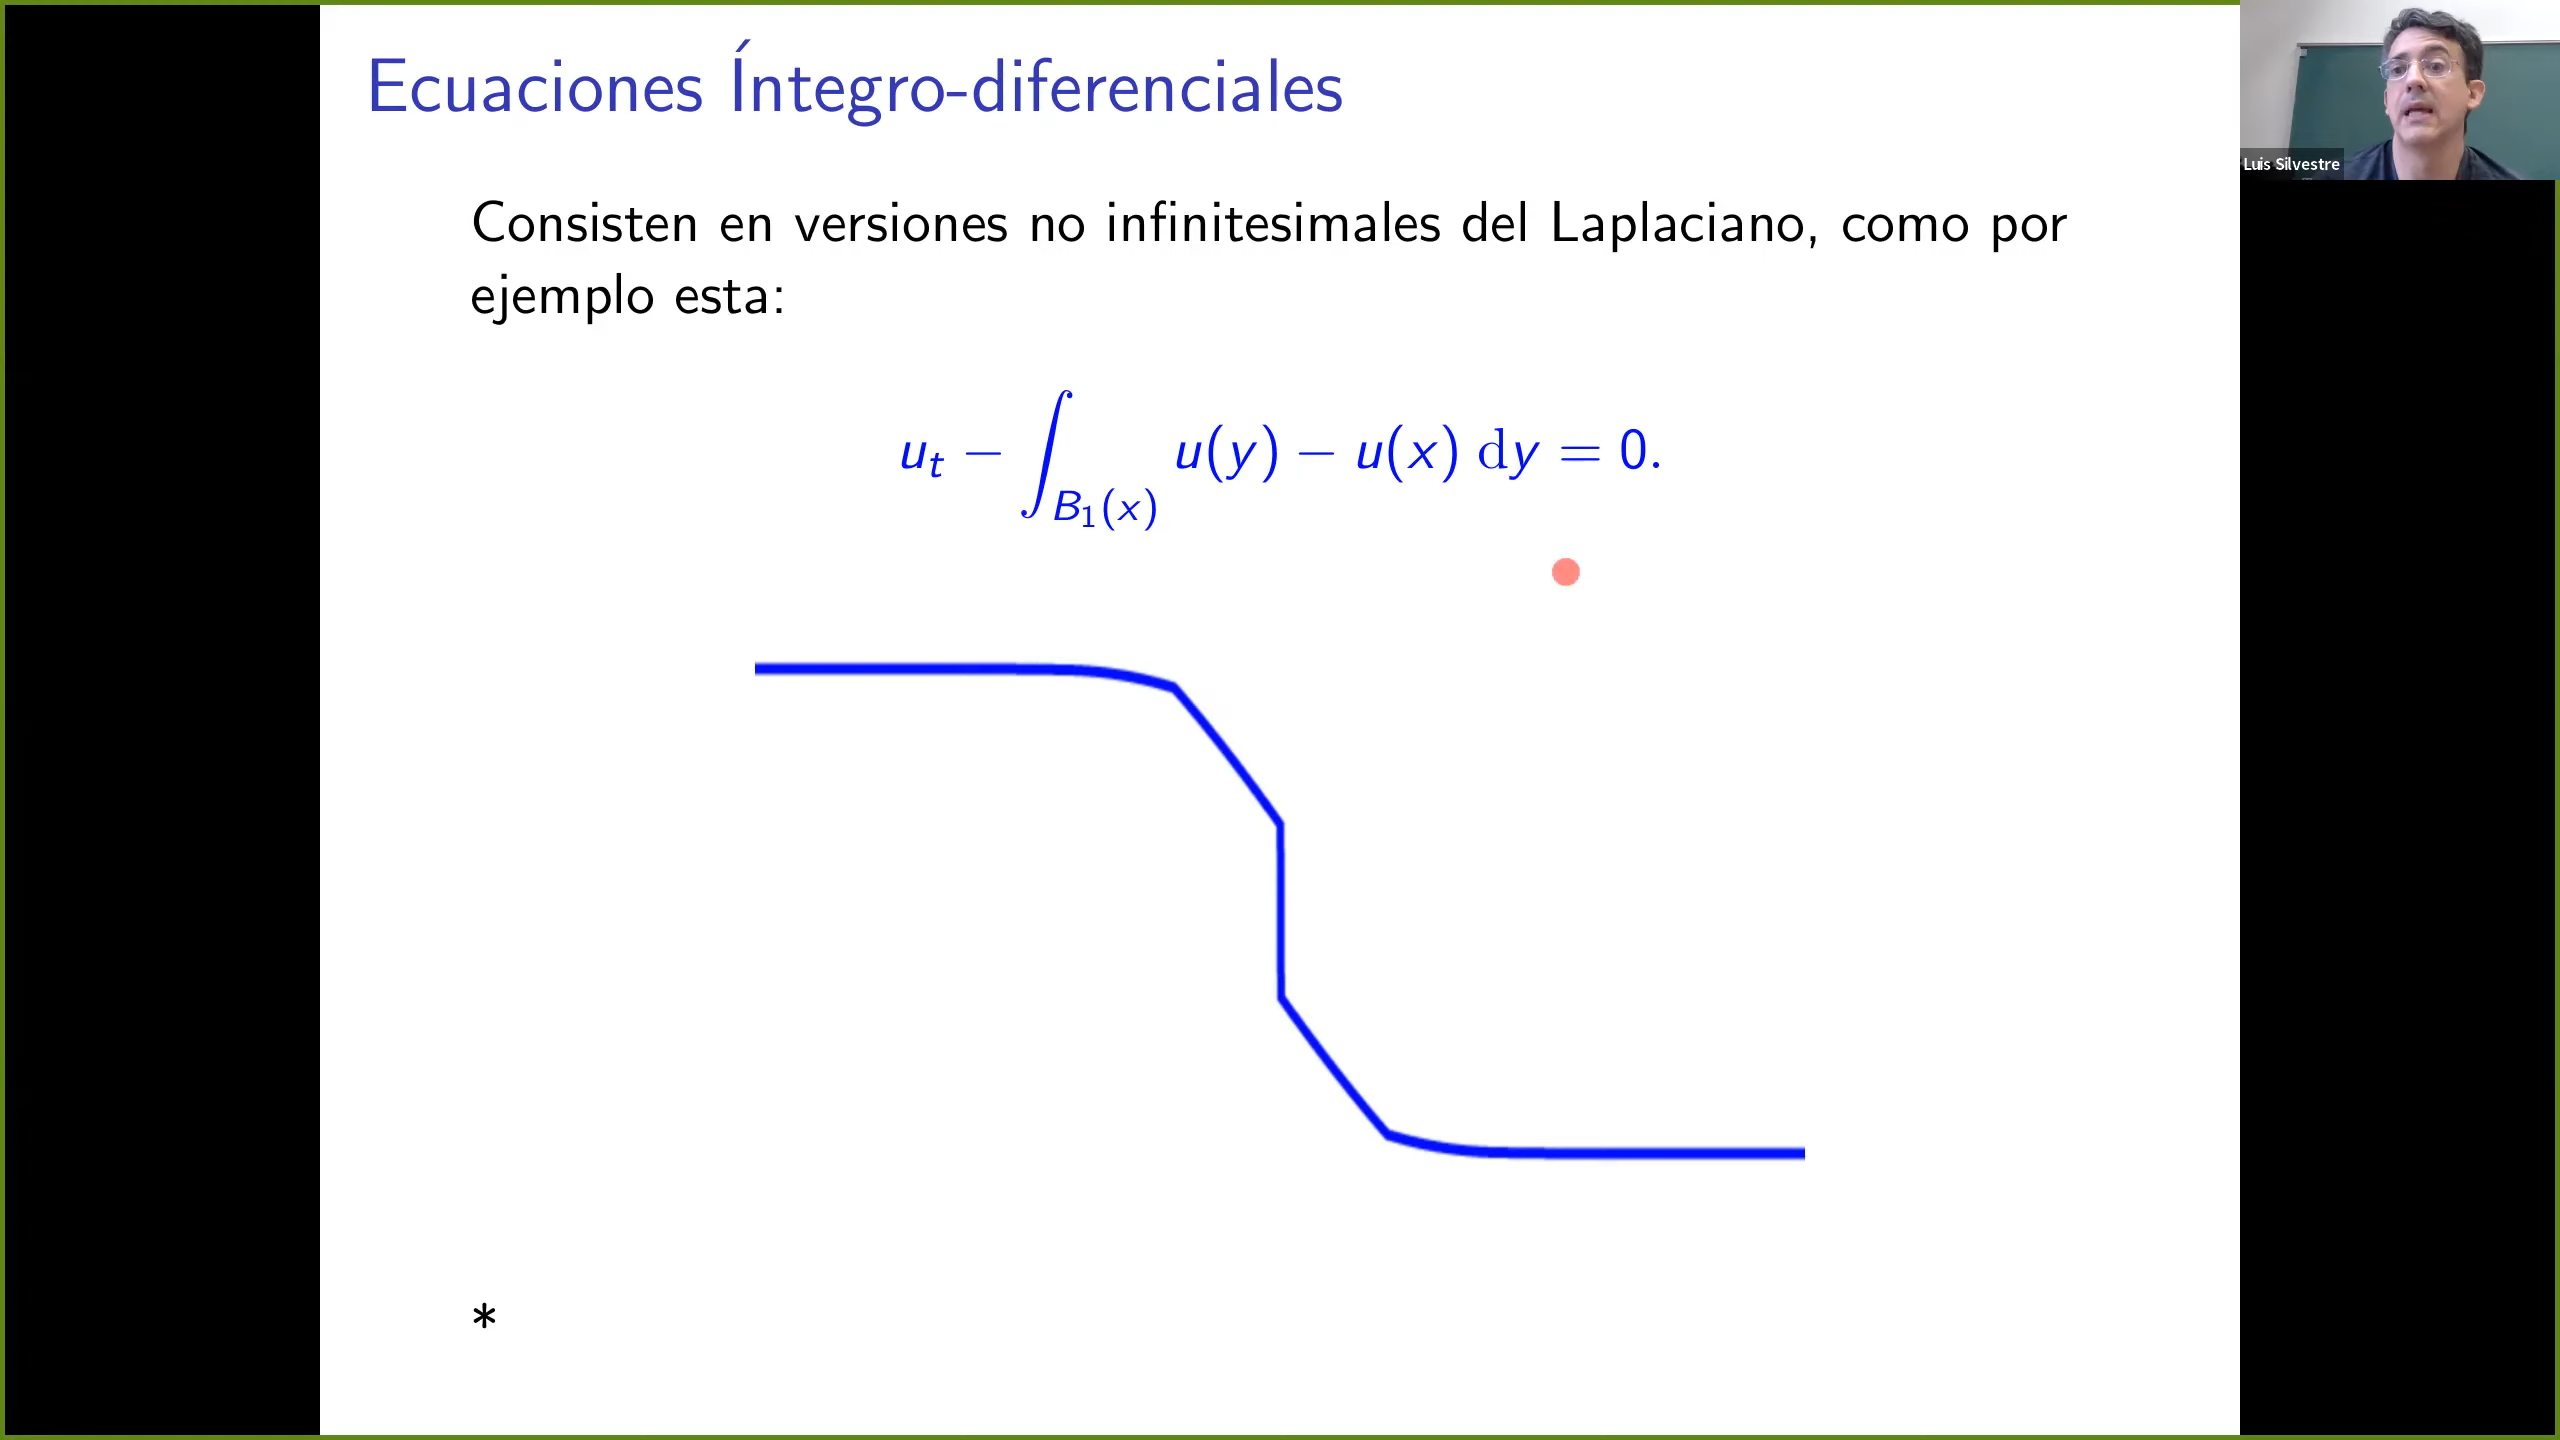 Ecuaciones Íntegro-diferenciales
Luis Silvestre
Consisten en versiones no infinitesimales del Laplaciano, como por
ejemplo esta:
u_t − ∫_{B_1(x)} u(y) − u(x) dy = 0.
*